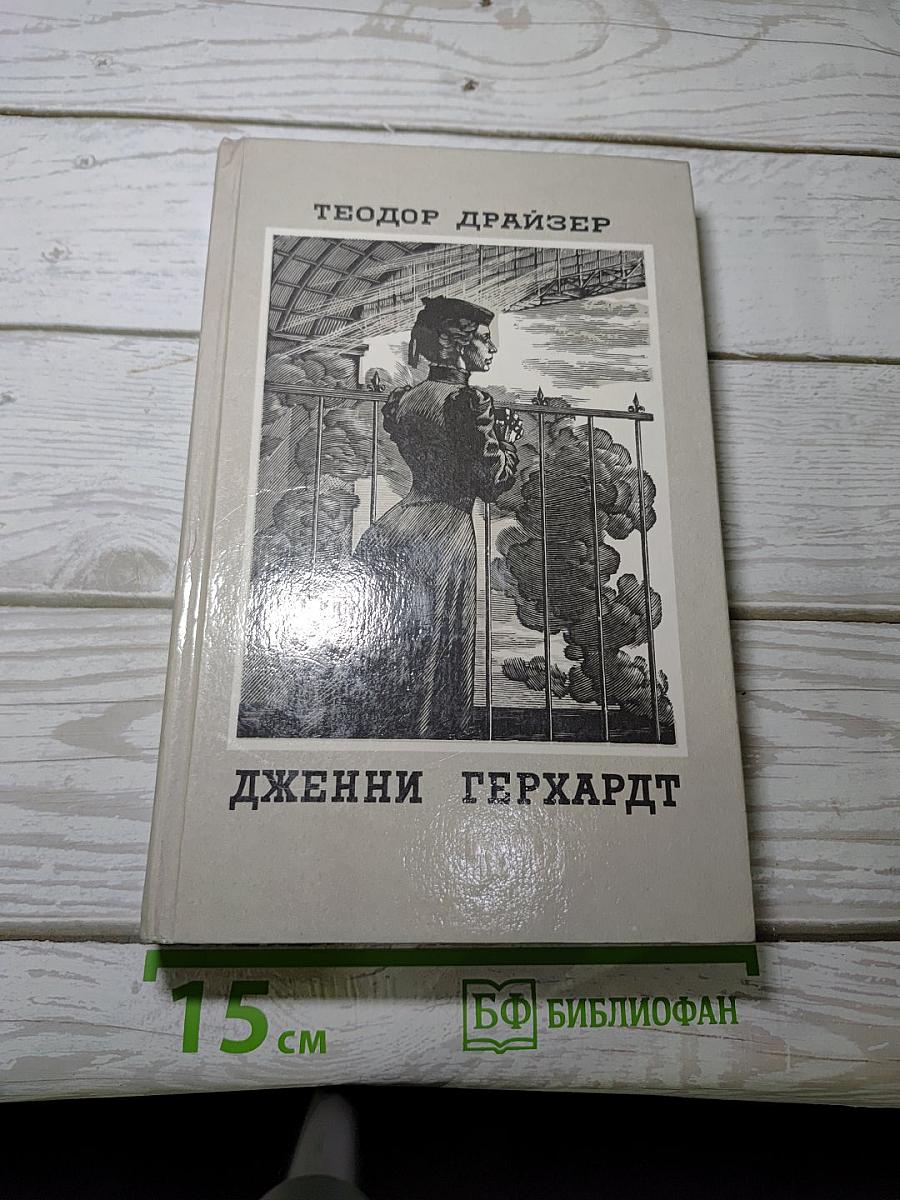 ТЕОДОР ДРАЙЗЕР
ДЖЕННИ ГЕРХАРДТ
15 см
БФ БИБЛИОФАН